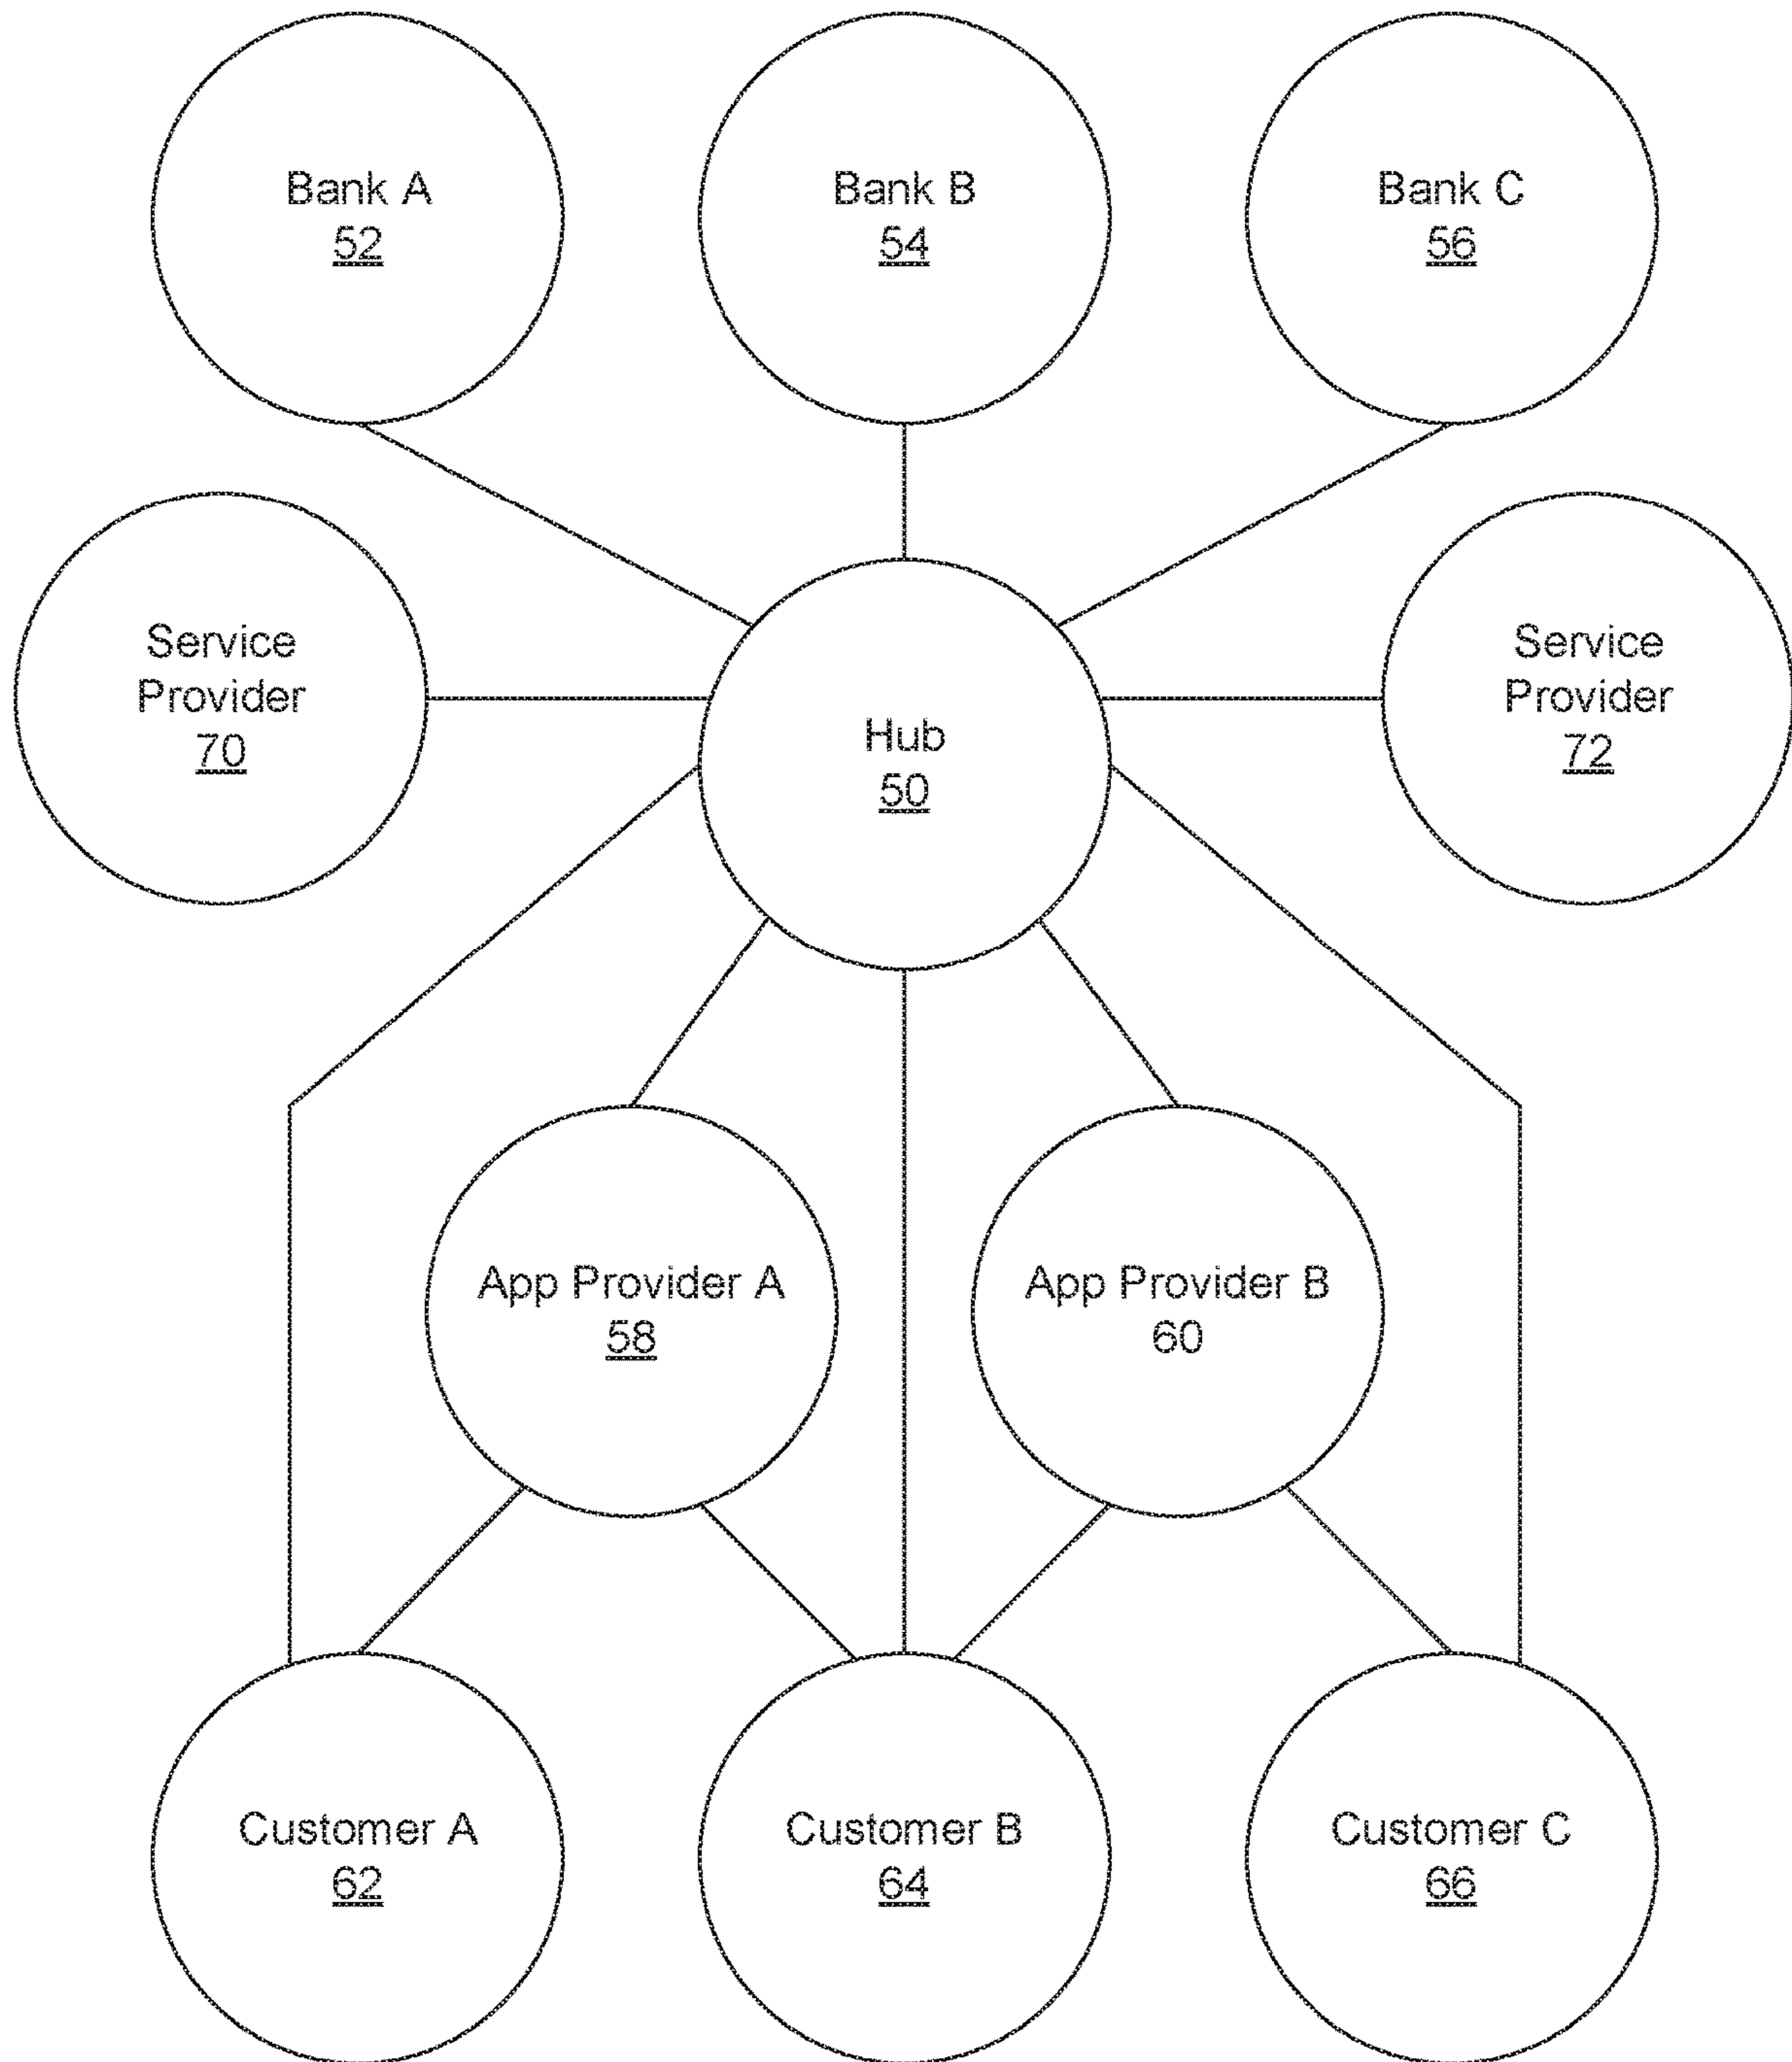 Bank A
52
Bank B
54
Bank C
56
Service
Provider
70
Hub
50
Service
Provider
72
App Provider A
58
App Provider B
60
Customer A
62
Customer B
64
Customer C
66